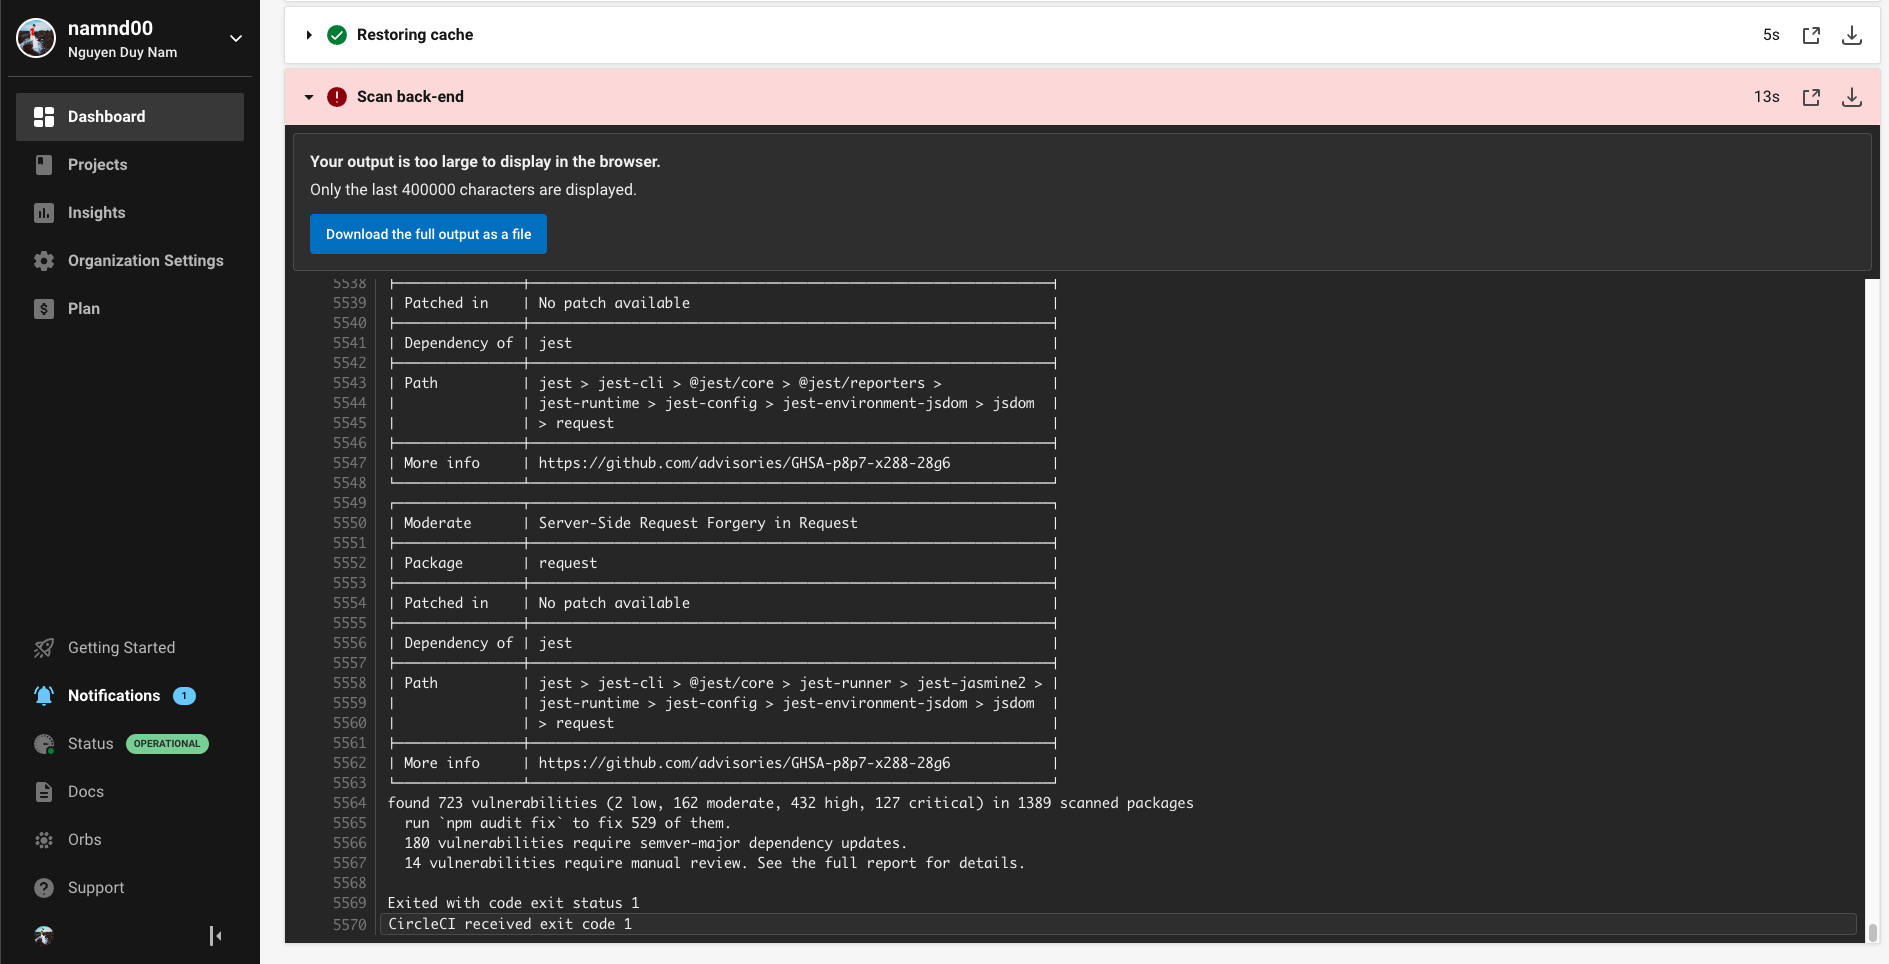 namnd00
Nguyen Duy Nam
Dashboard
Projects
Insights
Organization Settings
Plan
Getting Started
Notifications 1
Status OPERATIONAL
Docs
Orbs
Support
Restoring cache 5s
Scan back-end 13s
Your output is too large to display in the browser.
Only the last 400000 characters are displayed.
Download the full output as a file
5538
5539 | Patched in | No patch available |
5540
5541 | Dependency of | jest |
5542
5543 | Path | jest > jest-cli > @jest/core > @jest/reporters > |
5544 | | jest-runtime > jest-config > jest-environment-jsdom > jsdom |
5545 | | > request |
5546
5547 | More info | https://github.com/advisories/GHSA-p8p7-x288-28g6 |
5548
5549
5550 | Moderate | Server-Side Request Forgery in Request |
5551
5552 | Package | request |
5553
5554 | Patched in | No patch available |
5555
5556 | Dependency of | jest |
5557
5558 | Path | jest > jest-cli > @jest/core > jest-runner > jest-jasmine2 > |
5559 | | jest-runtime > jest-config > jest-environment-jsdom > jsdom |
5560 | | > request |
5561
5562 | More info | https://github.com/advisories/GHSA-p8p7-x288-28g6 |
5563
5564 found 723 vulnerabilities (2 low, 162 moderate, 432 high, 127 critical) in 1389 scanned packages
5565 run `npm audit fix` to fix 529 of them.
5566 180 vulnerabilities require semver-major dependency updates.
5567 14 vulnerabilities require manual review. See the full report for details.
5568
5569 Exited with code exit status 1
5570 CircleCI received exit code 1